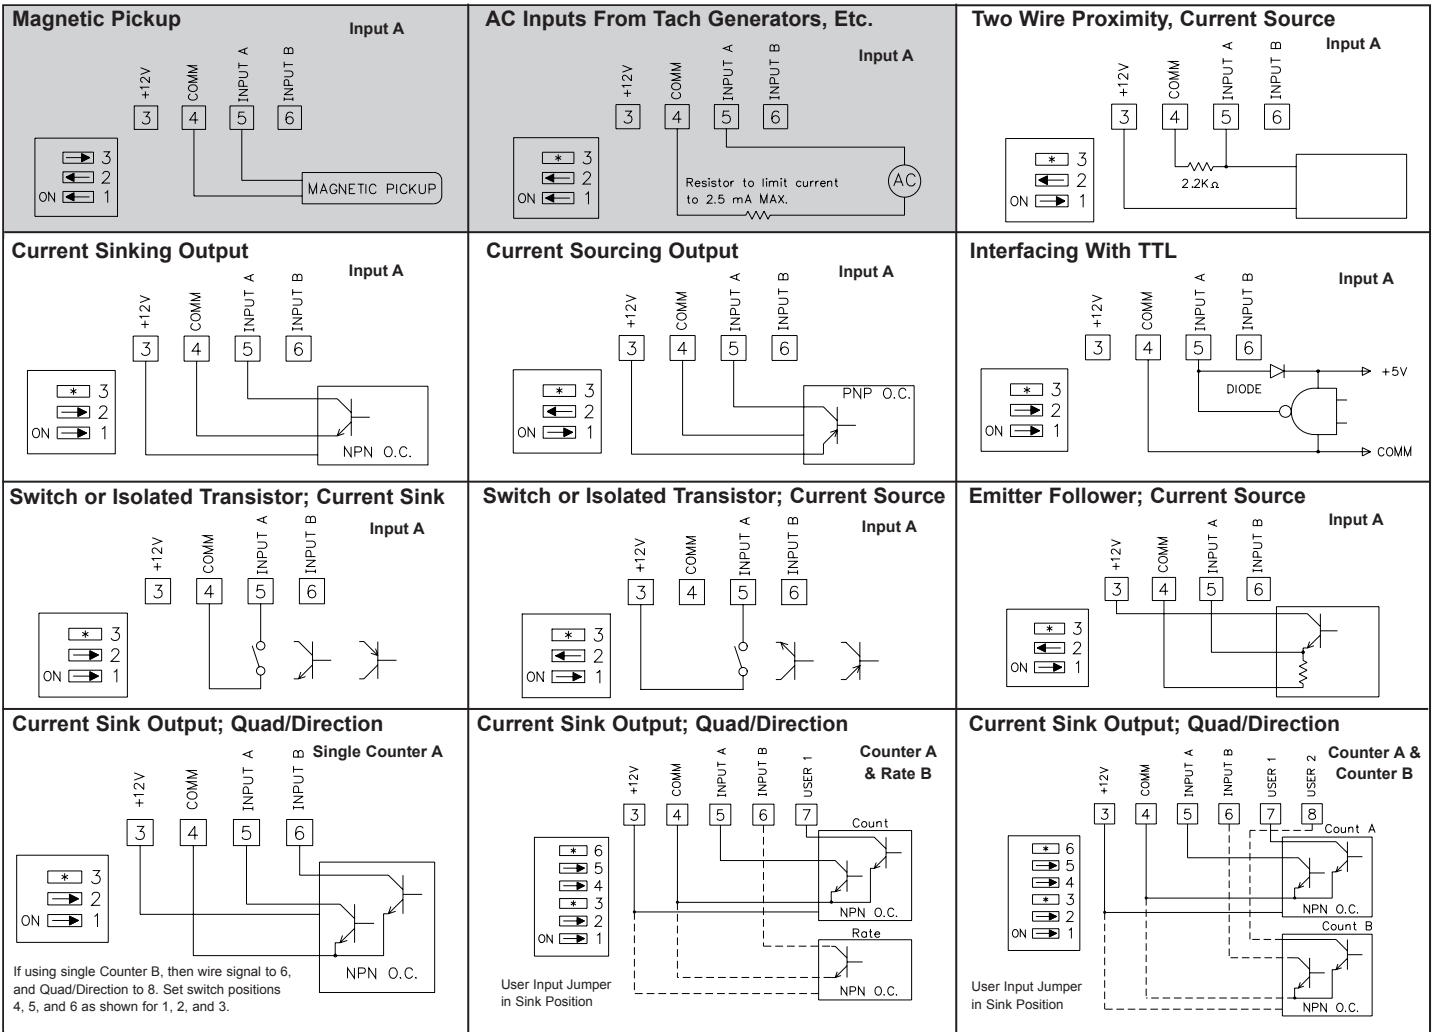 Magnetic Pickup
Input A
+12V
COMM
INPUT A
INPUT B
3 4 5 6
3
2
ON 1
MAGNETIC PICKUP
AC Inputs From Tach Generators, Etc.
Input A
+12V
COMM
INPUT A
INPUT B
3 4 5 6
* 3
2
ON 1
Resistor to limit current
to 2.5 mA MAX.
AC
Two Wire Proximity, Current Source
Input A
+12V
COMM
INPUT A
INPUT B
3 4 5 6
* 3
2
ON 1
2.2KΩ
Current Sinking Output
Input A
+12V
COMM
INPUT A
INPUT B
3 4 5 6
* 3
2
ON 1
NPN O.C.
Current Sourcing Output
Input A
+12V
COMM
INPUT A
INPUT B
3 4 5 6
* 3
2
ON 1
PNP O.C.
Interfacing With TTL
Input A
+12V
COMM
INPUT A
INPUT B
3 4 5 6
+5V
DIODE
* 3
2
ON 1
COMM
Switch or Isolated Transistor; Current Sink
Input A
+12V
COMM
INPUT A
INPUT B
3 4 5 6
* 3
2
ON 1
Switch or Isolated Transistor; Current Source
Input A
+12V
COMM
INPUT A
INPUT B
3 4 5 6
* 3
2
ON 1
Emitter Follower; Current Source
Input A
+12V
COMM
INPUT A
INPUT B
3 4 5 6
* 3
2
ON 1
Current Sink Output; Quad/Direction
Single Counter A
+12V
COMM
INPUT A
INPUT B
3 4 5 6
* 3
2
ON 1
NPN O.C.
If using single Counter B, then wire signal to 6,
and Quad/Direction to 8. Set switch positions
4, 5, and 6 as shown for 1, 2, and 3.
Current Sink Output; Quad/Direction
Counter A
& Rate B
+12V
COMM
INPUT A
INPUT B
USER 1
3 4 5 6 7
Count
* 6
5
4
* 3
2
ON 1
NPN O.C.
Rate
NPN O.C.
User Input Jumper
in Sink Position
Current Sink Output; Quad/Direction
Counter A &
Counter B
+12V
COMM
INPUT A
INPUT B
USER 1
USER 2
3 4 5 6 7 8
Count A
* 6
5
4
* 3
2
ON 1
NPN O.C.
Count B
NPN O.C.
User Input Jumper
in Sink Position